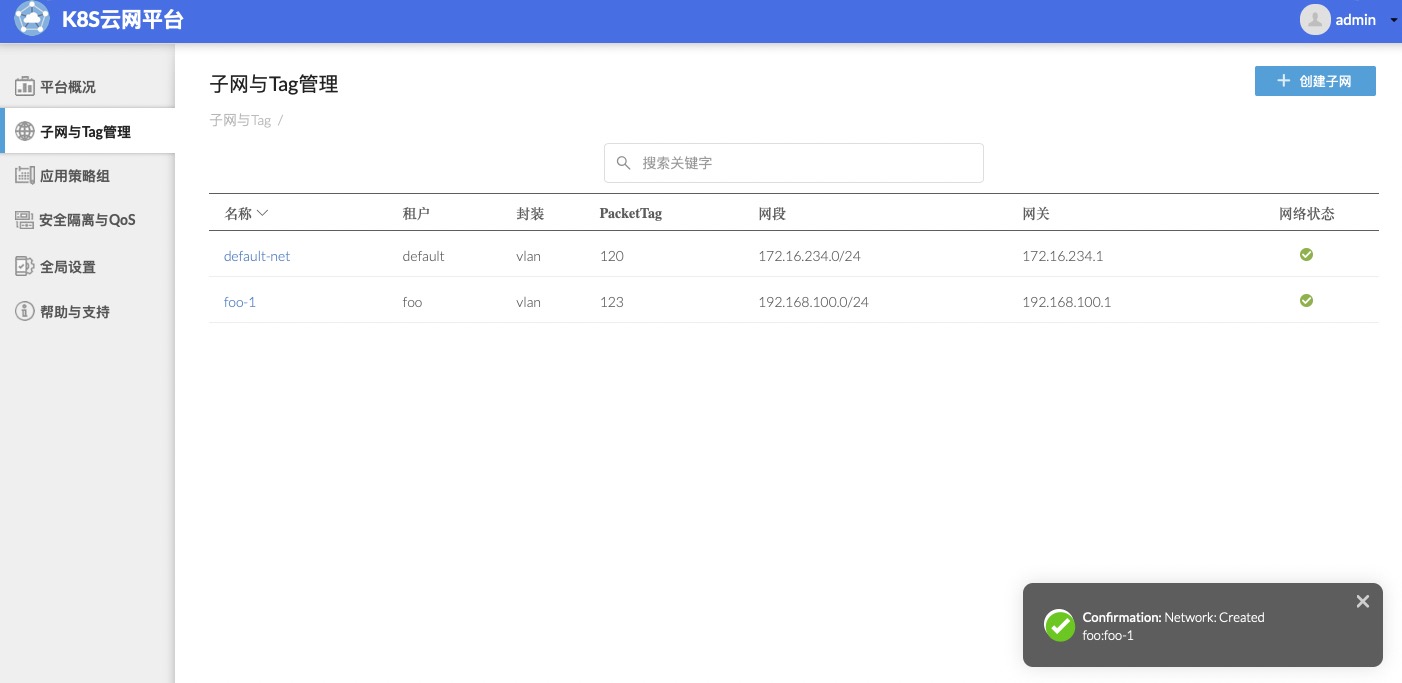 K8S云网平台
admin
平台概况
子网与Tag管理
应用策略组
安全隔离与QoS
全局设置
帮助与支持
子网与Tag管理
创建子网
子网与Tag /
搜索关键字
名称 租户 封装 PacketTag 网段 网关 网络状态
default-net default vlan 120 172.16.234.0/24 172.16.234.1
foo-1 foo vlan 123 192.168.100.0/24 192.168.100.1
Confirmation: Network: Created
foo:foo-1